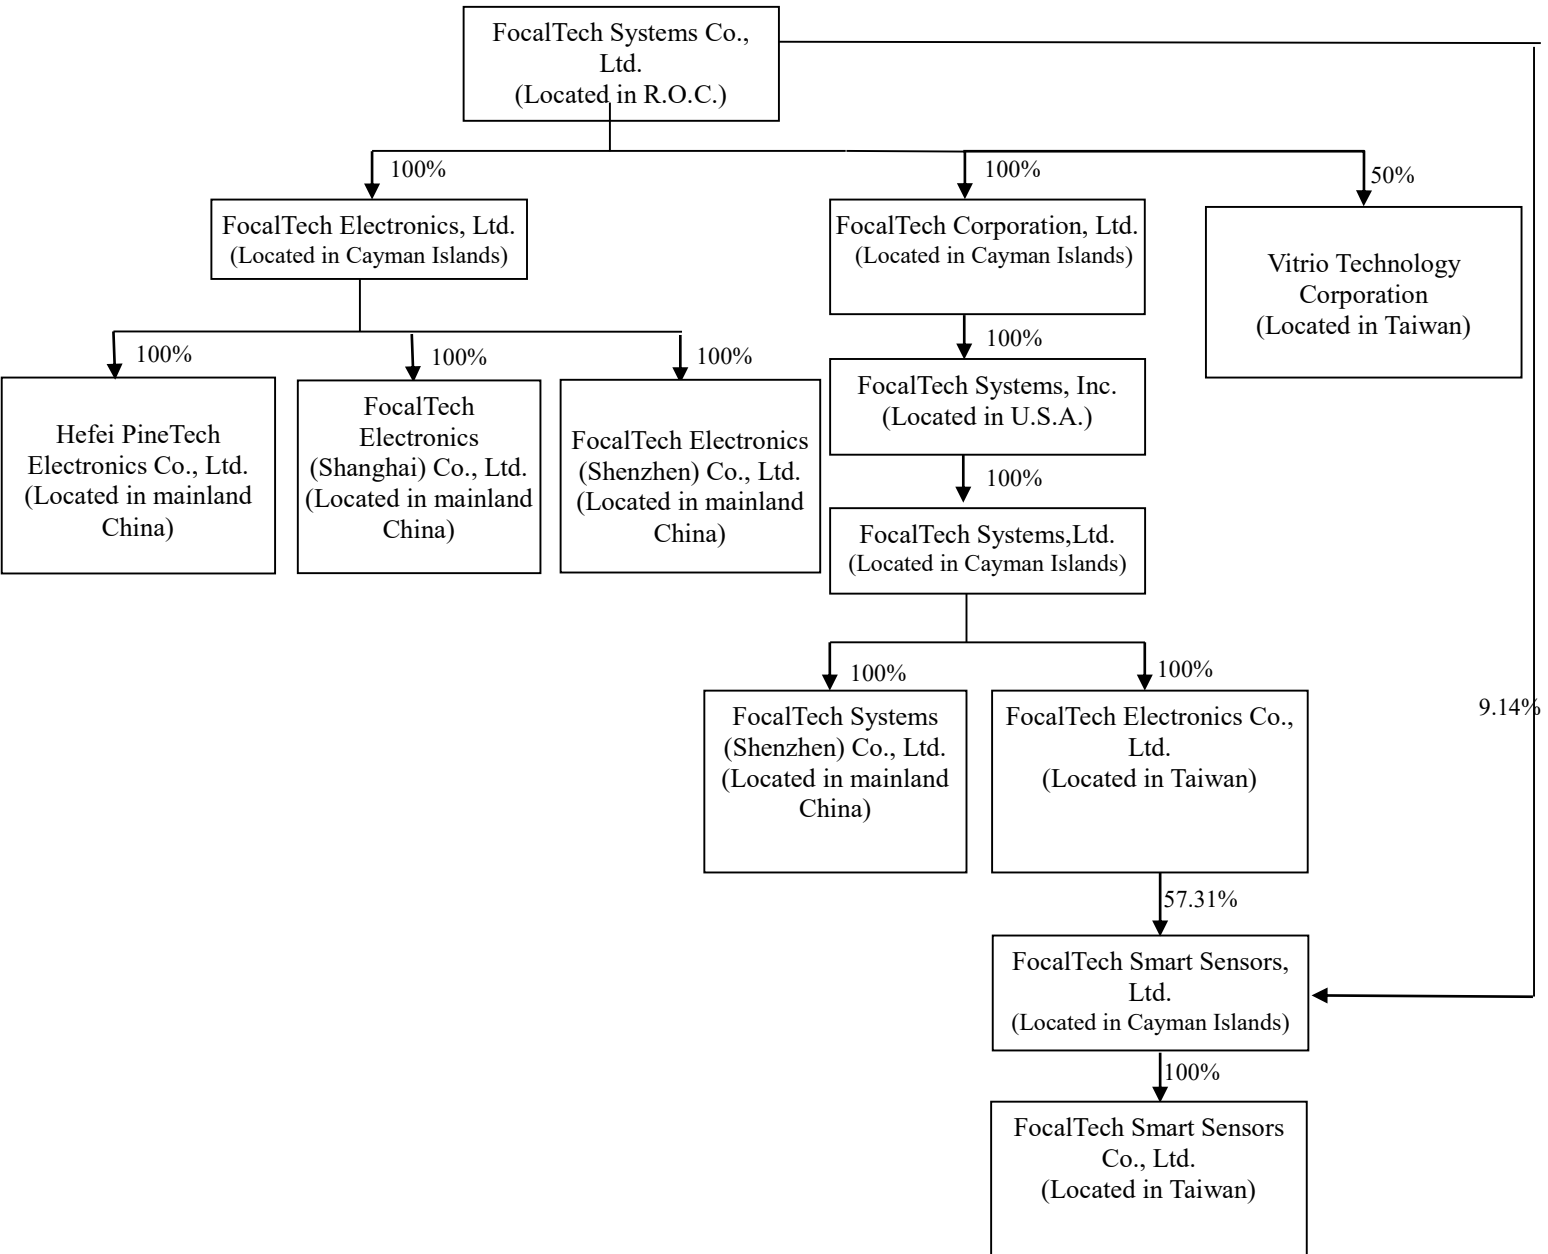 FocalTech Systems Co.,
Ltd.
(Located in R.O.C.)
100%
100%
50%
FocalTech Electronics, Ltd.
(Located in Cayman Islands)
FocalTech Corporation, Ltd.
(Located in Cayman Islands)
Vitrio Technology
Corporation
(Located in Taiwan)
100%
100%
100%
100%
Hefei PineTech
Electronics Co., Ltd.
(Located in mainland
China)
FocalTech
Electronics
(Shanghai) Co., Ltd.
(Located in mainland
China)
FocalTech Electronics
(Shenzhen) Co., Ltd.
(Located in mainland
China)
FocalTech Systems, Inc.
(Located in U.S.A.)
100%
FocalTech Systems,Ltd.
(Located in Cayman Islands)
100%
100%
FocalTech Systems
(Shenzhen) Co., Ltd.
(Located in mainland
China)
FocalTech Electronics Co.,
Ltd.
(Located in Taiwan)
9.14%
57.31%
FocalTech Smart Sensors,
Ltd.
(Located in Cayman Islands)
100%
FocalTech Smart Sensors
Co., Ltd.
(Located in Taiwan)